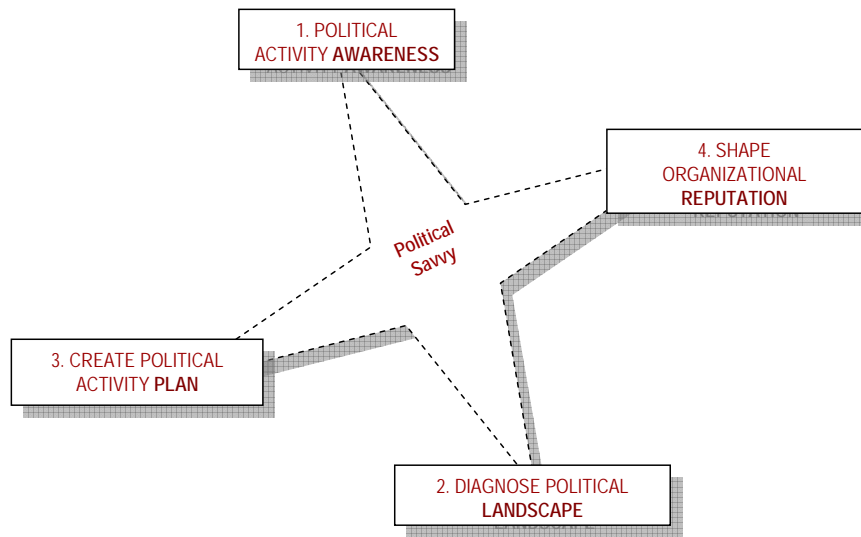 1. POLITICAL
ACTIVITY AWARENESS
4. SHAPE
ORGANIZATIONAL
REPUTATION
Political
Savvy
3. CREATE POLITICAL
ACTIVITY PLAN
2. DIAGNOSE POLITICAL
LANDSCAPE